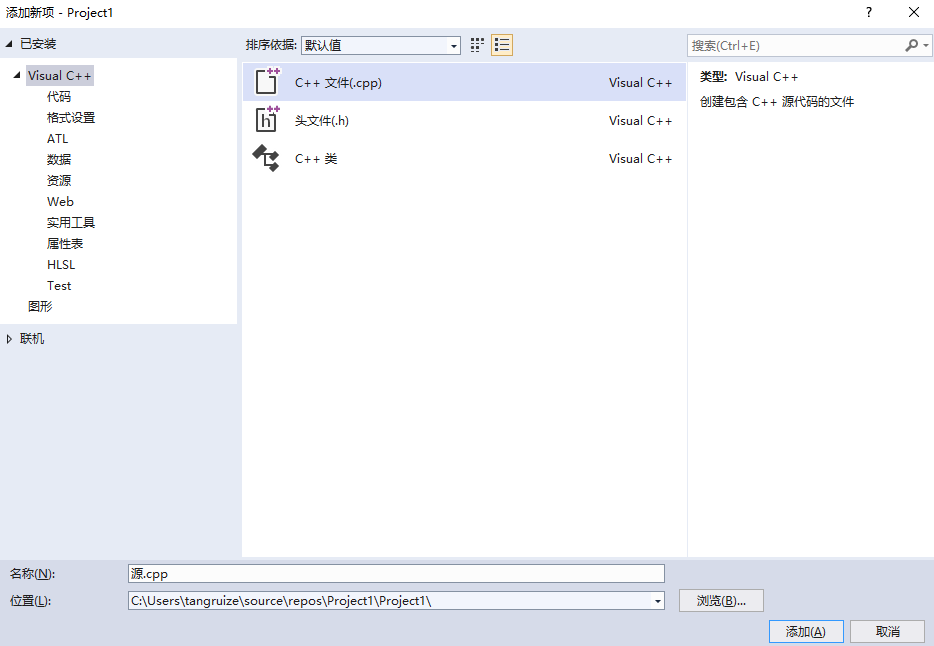 添加新项 - Project1
?
已安装
排序依据: 默认值
搜索(Ctrl+E)
Visual C++
代码
格式设置
ATL
数据
资源
Web
实用工具
属性表
HLSL
Test
图形
联机
C++ 文件(.cpp) Visual C++
头文件(.h) Visual C++
C++ 类 Visual C++
类型: Visual C++
创建包含 C++ 源代码的文件
名称(N): 源.cpp
位置(L): C:\Users\tangruize\source\repos\Project1\Project1\
浏览(B)...
添加(A) 取消